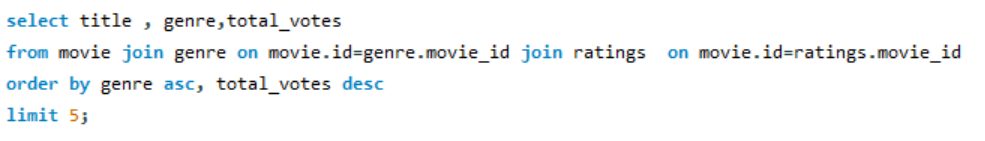 select title , genre,total_votes
from movie join genre on movie.id=genre.movie_id join ratings  on movie.id=ratings.movie_id
order by genre asc, total_votes desc
limit 5;